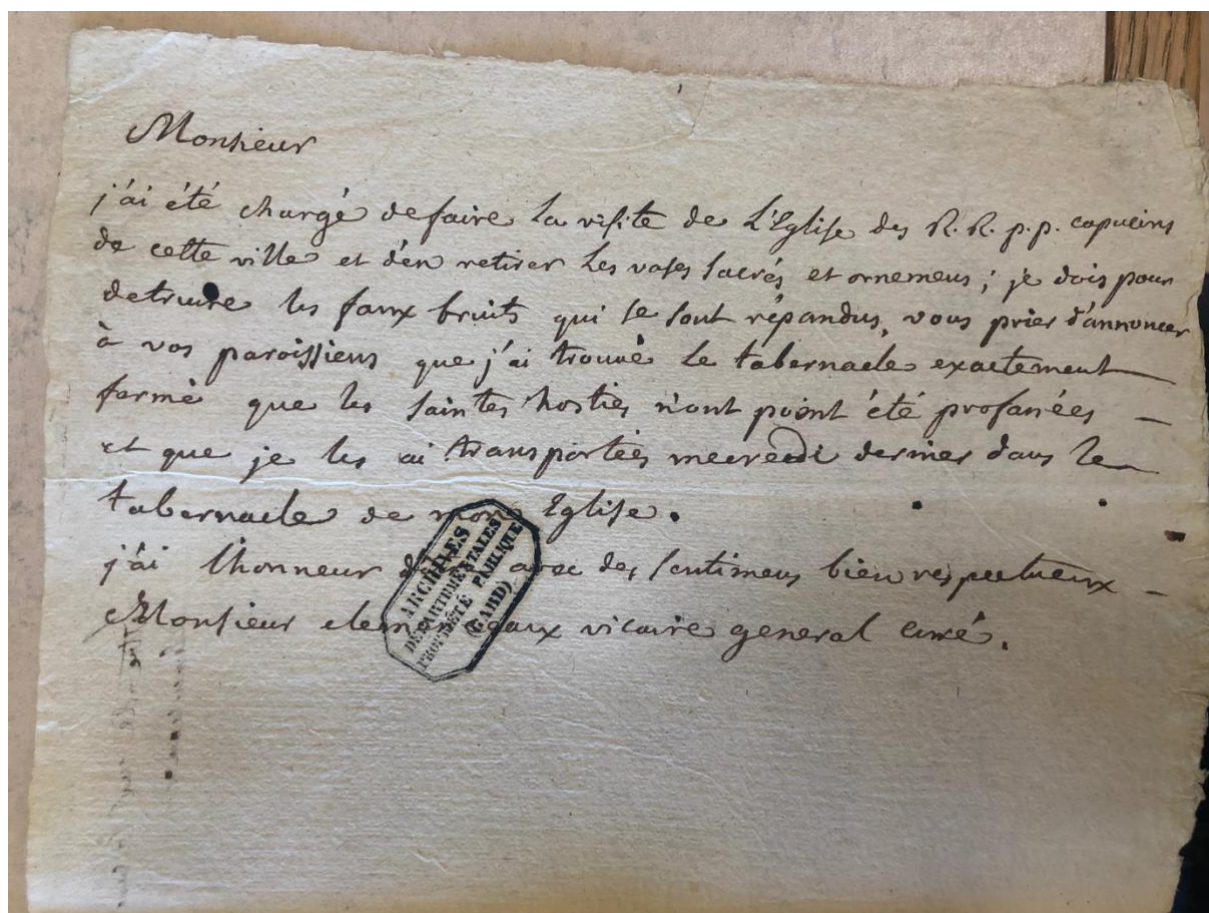 Monsieur
j'ai été chargé de faire la visite de L'Eglise des R. R. p.p. capucins
de cette ville et d'en retirer les vases sacrés et ornemens ; je dois pour
detruire les faux bruits qui se sont répandus, vous prier d'annoncer
à vos paroissiens que j'ai trouvé le tabernacle exactement
fermé que les saintes hosties n'ont point été profanées -
et que je les ai transportées mecredi dernier dans le
tabernacle de mon Eglise.
j'ai l'honneur avec des sentimens bien respectueux -
Monsieur vicaire general curé.
ARCHIVES
DÉPARTEMENTALES
PROPRIÉTÉ PUBLIQUE
(GARD)